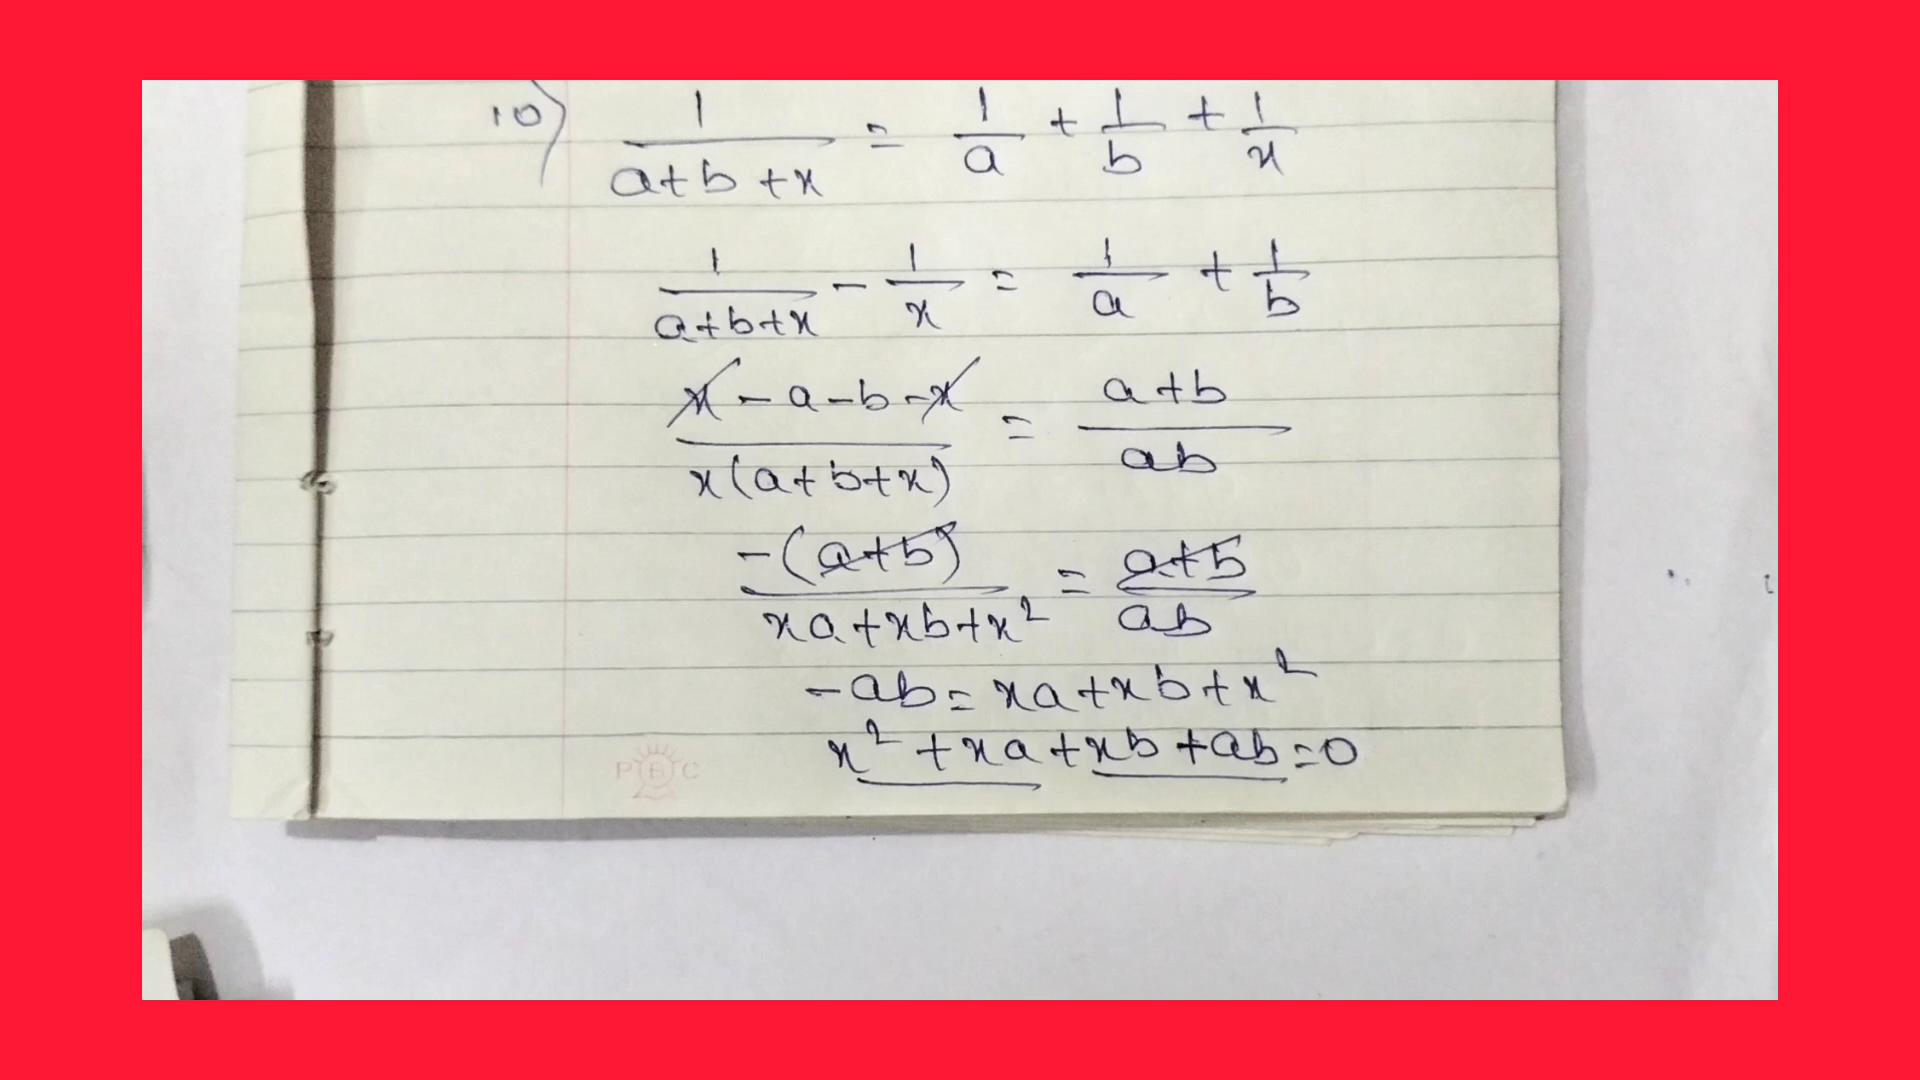 10) 1/(a+b+x) = 1/a + 1/b + 1/x
1/(a+b+x) - 1/x = 1/a + 1/b
(x-a-b-x)/(x(a+b+x)) = (a+b)/(ab)
-(a+b)/(xa+xb+x²) = (a+b)/(ab)
-ab=xa+xb+x²
x²+xa+xb+ab=0
PBC